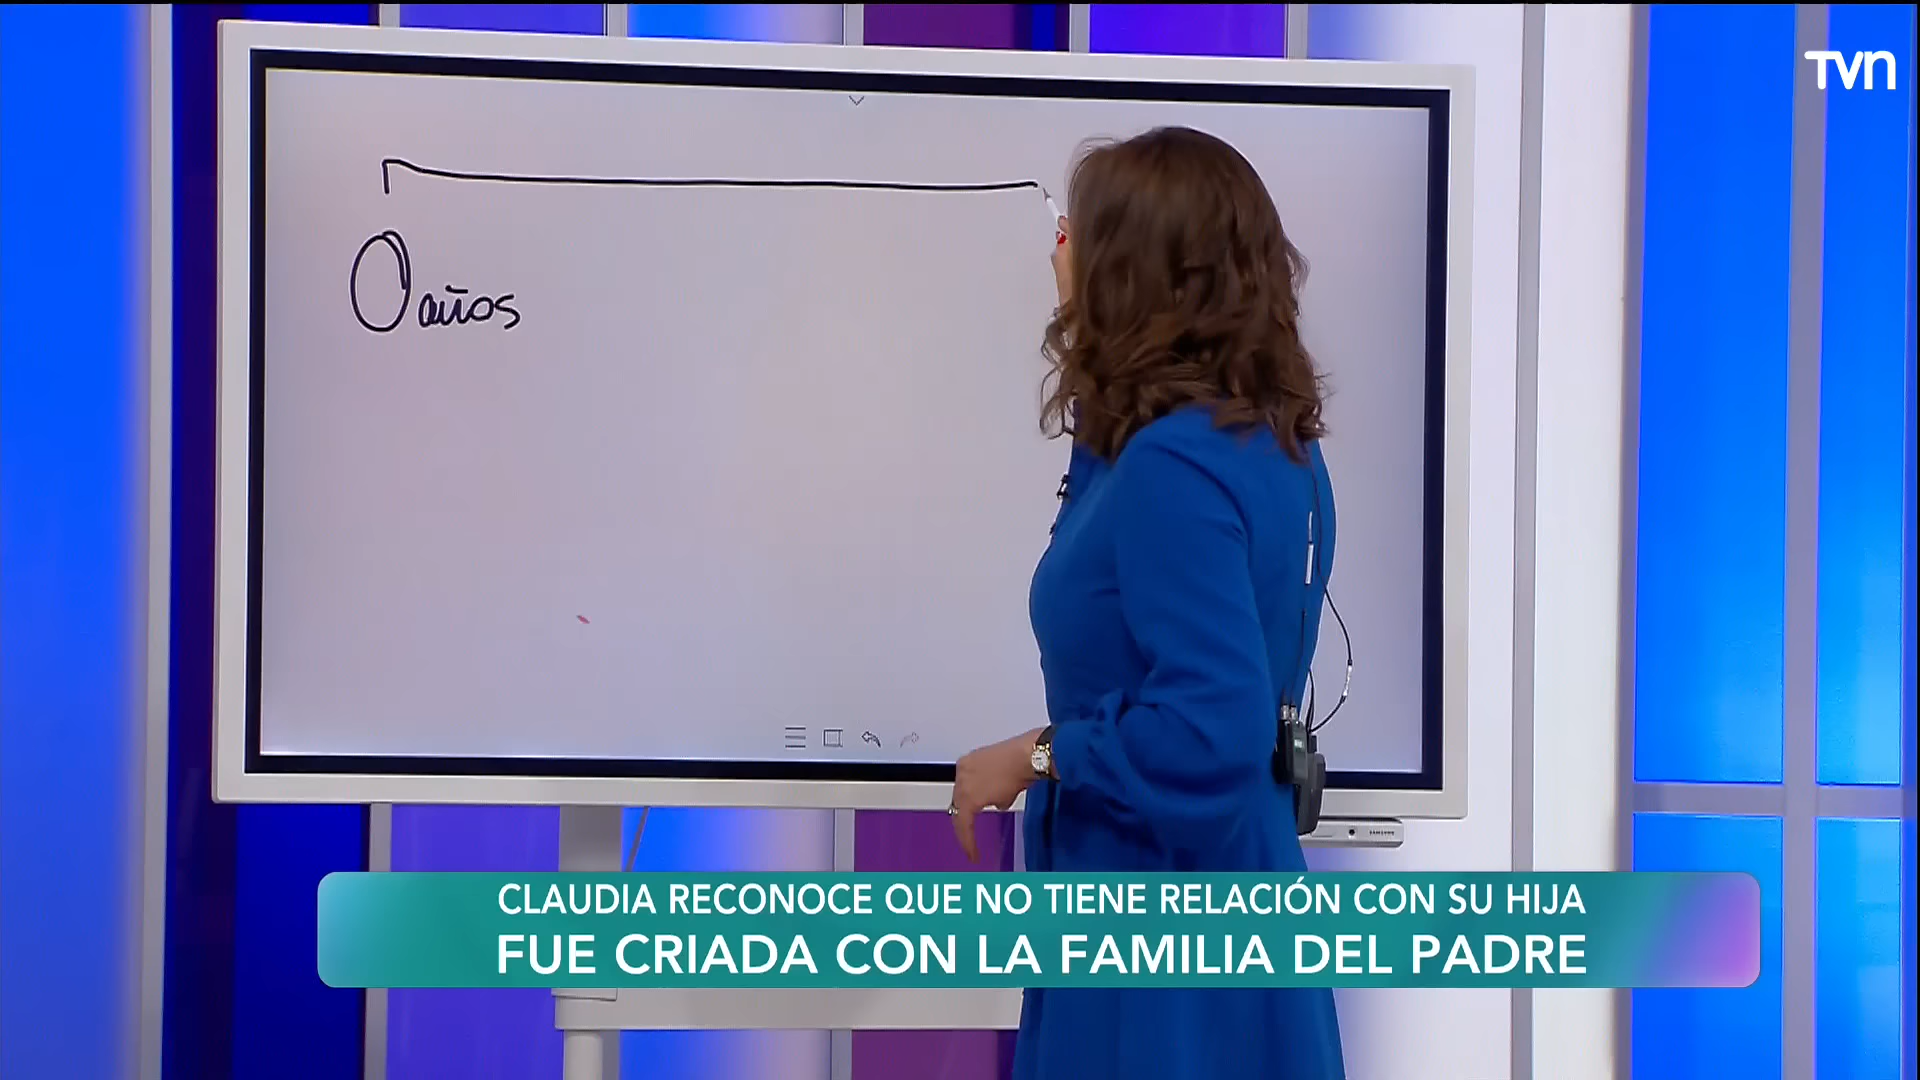 TVN
0 años
SAMSUNG
CLAUDIA RECONOCE QUE NO TIENE RELACIÓN CON SU HIJA
FUE CRIADA CON LA FAMILIA DEL PADRE